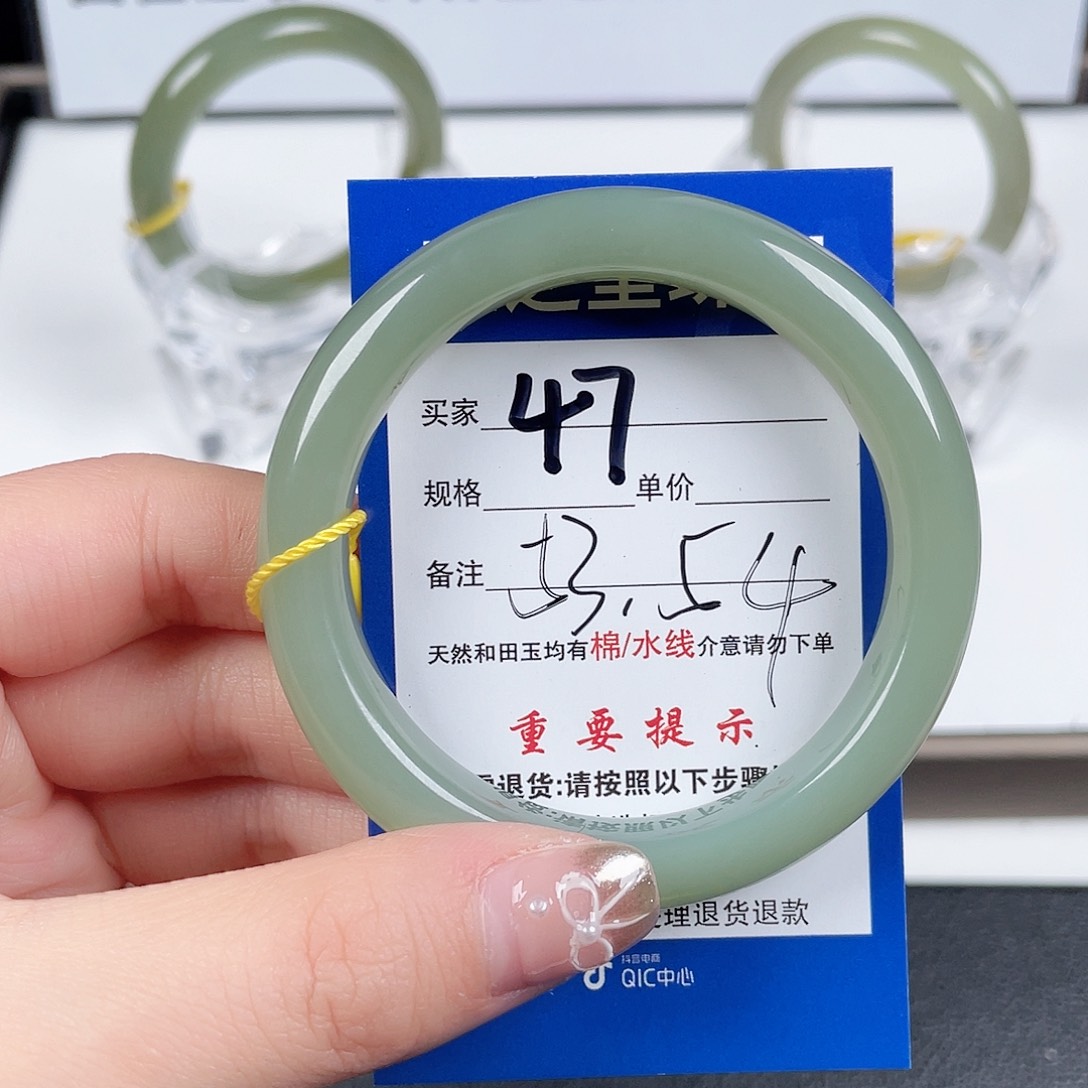 买家 47
规格 单价
备注 53.54
天然和田玉均有棉/水线介意请勿下单
重要提示
退货:请按照以下步骤
理退货退款
抖音电商
QIC中心